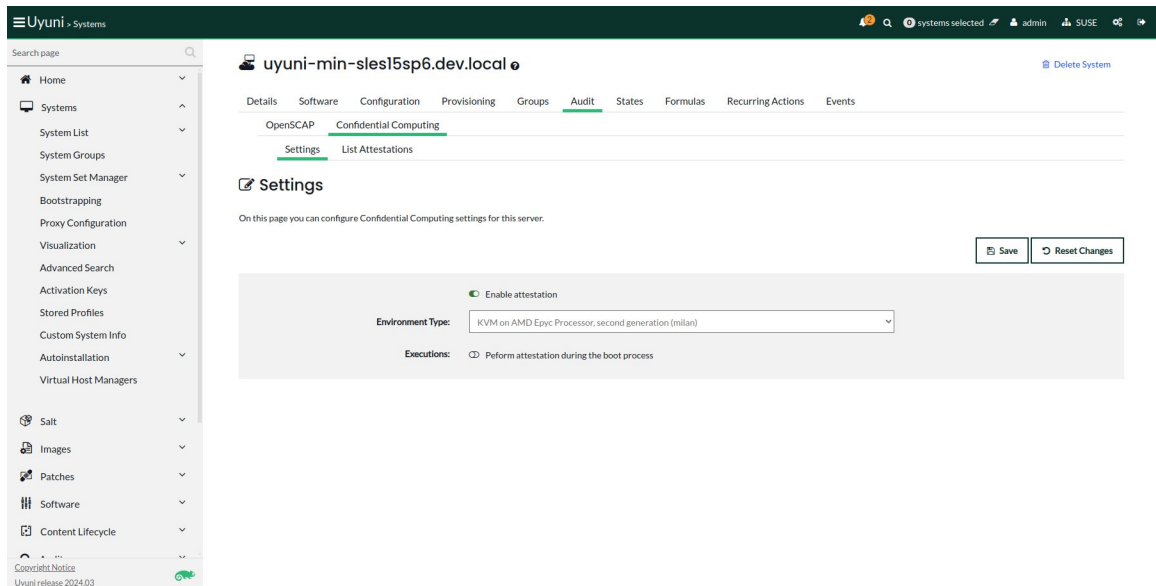 Uyuni > Systems
2 0 systems selected admin SUSE
Search page
Home
Systems
System List
System Groups
System Set Manager
Bootstrapping
Proxy Configuration
Visualization
Advanced Search
Activation Keys
Stored Profiles
Custom System Info
Autoinstallation
Virtual Host Managers
Salt
Images
Patches
Software
Content Lifecycle
Copyright Notice
Uyuni release 2024.03
uyuni-min-sles15sp6.dev.local
Delete System
Details Software Configuration Provisioning Groups Audit States Formulas Recurring Actions Events
OpenSCAP Confidential Computing
Settings List Attestations
Settings
On this page you can configure Confidential Computing settings for this server.
Save Reset Changes
Enable attestation
Environment Type: KVM on AMD Epyc Processor, second generation (milan)
Executions: Peform attestation during the boot process